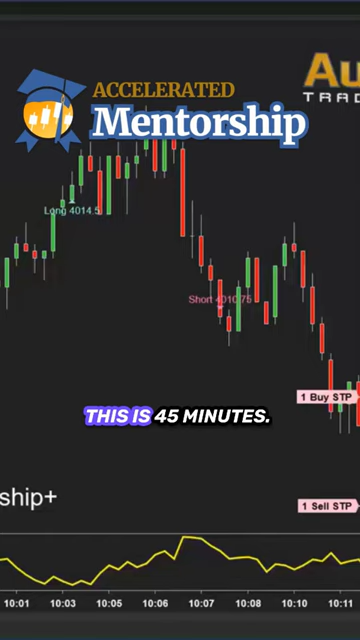 ACCELERATED
Mentorship
Au
TRAD
Long 4014.5
Short 4010.75
1 Buy STP
THIS IS 45 MINUTES.
ship+
1 Sell STP
10:01 10:03 10:05 10:06 10:07 10:08 10:10 10:11